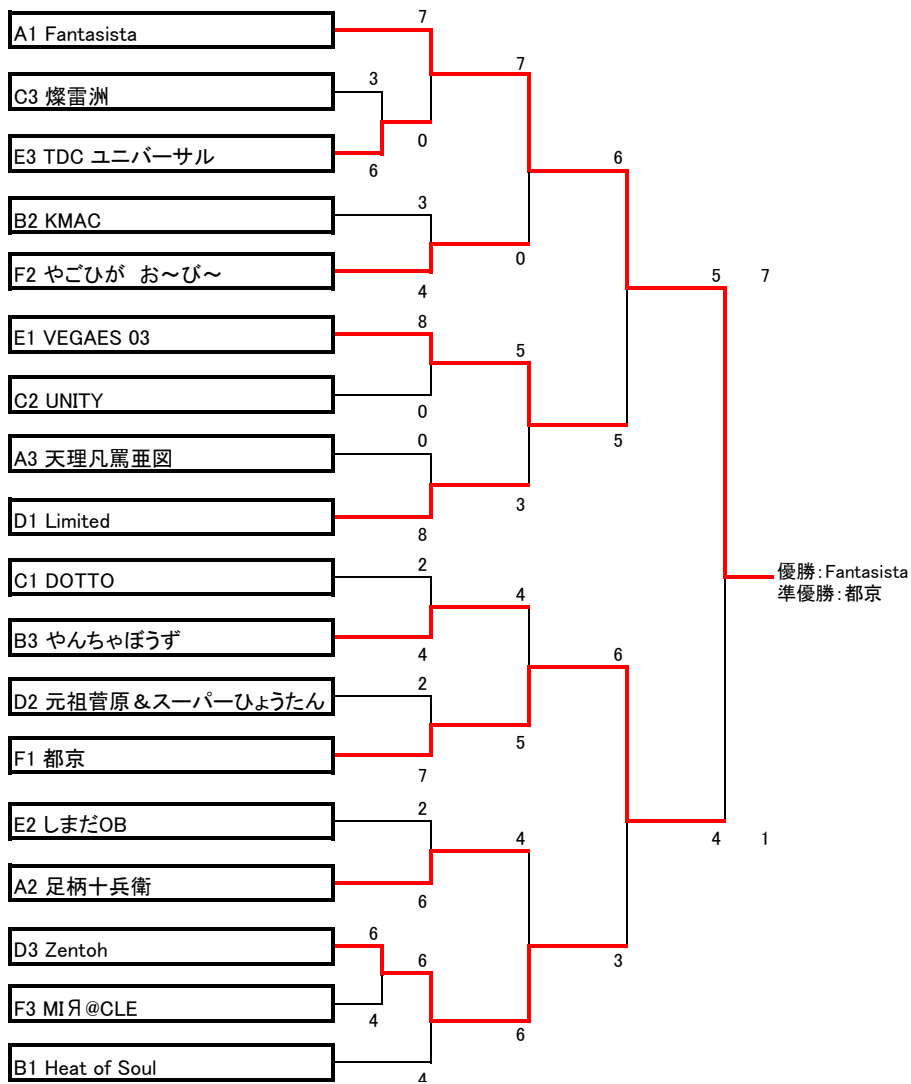 7
A1 Fantasista
7
3
C3 燦雷洲
0
E3 TDC ユニバーサル
6
6
3
B2 KMAC
0
F2 やごひが　お～び～
5 7
4
8
E1 VEGAES 03
5
C2 UNITY
0
0
5
A3 天理凡罵亜図
3
D1 Limited
8
2
C1 DOTTO
優勝:Fantasista
準優勝:都京
4
B3 やんちゃぼうず
4
6
2
D2 元祖菅原＆スーパーひょうたん
5
F1 都京
7
2
E2 しまだOB
4
4 1
A2 足柄十兵衛
6
6
D3 Zentoh
6
3
F3 MIЯ@CLE
4
6
B1 Heat of Soul
4